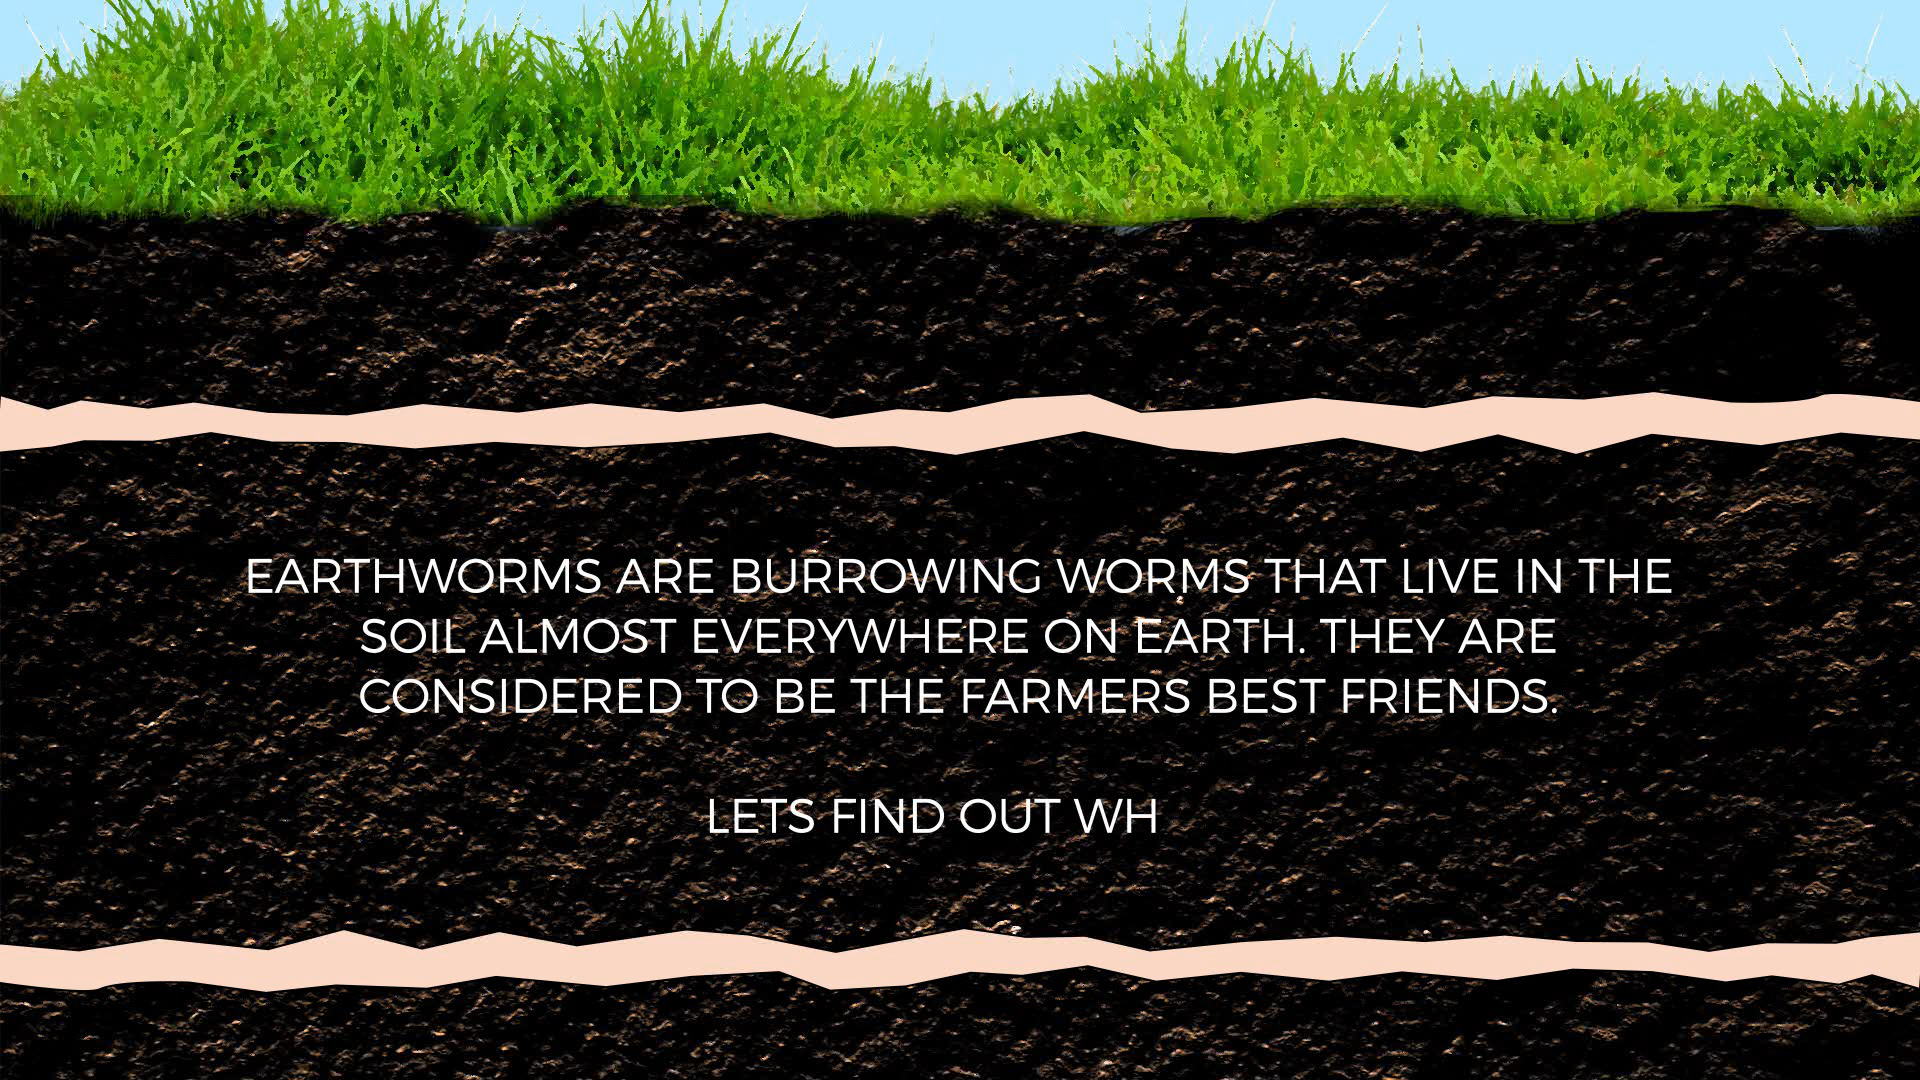 EARTHWORMS ARE BURROWING WORMS THAT LIVE IN THE
SOIL ALMOST EVERYWHERE ON EARTH. THEY ARE
CONSIDERED TO BE THE FARMERS BEST FRIENDS.
LETS FIND OUT WH